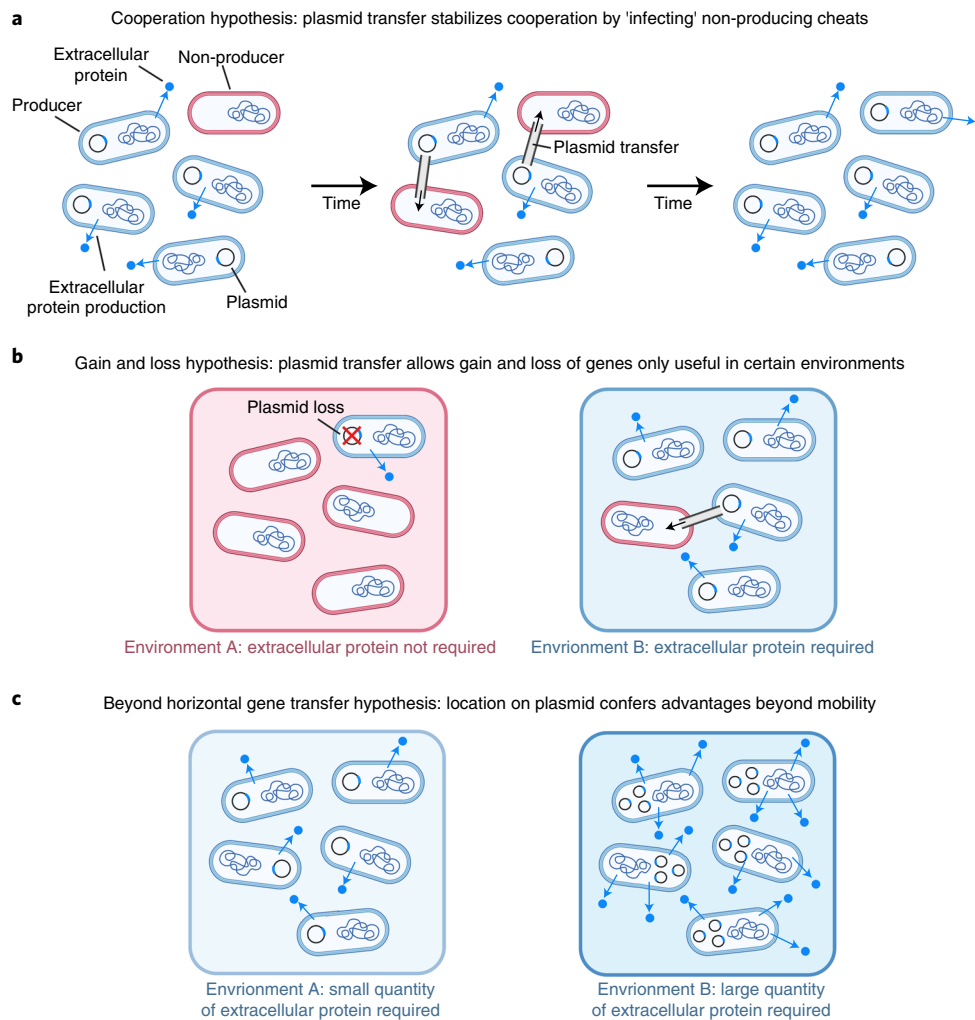 a
Cooperation hypothesis: plasmid transfer stabilizes cooperation by 'infecting' non-producing cheats
Extracellular
protein
Non-producer
Producer
Plasmid transfer
Time
Time
Extracellular
protein production
Plasmid
b
Gain and loss hypothesis: plasmid transfer allows gain and loss of genes only useful in certain environments
Plasmid loss
Environment A: extracellular protein not required
Envrionment B: extracellular protein required
c
Beyond horizontal gene transfer hypothesis: location on plasmid confers advantages beyond mobility
Envrionment A: small quantity
of extracellular protein required
Envrionment B: large quantity
of extracellular protein required